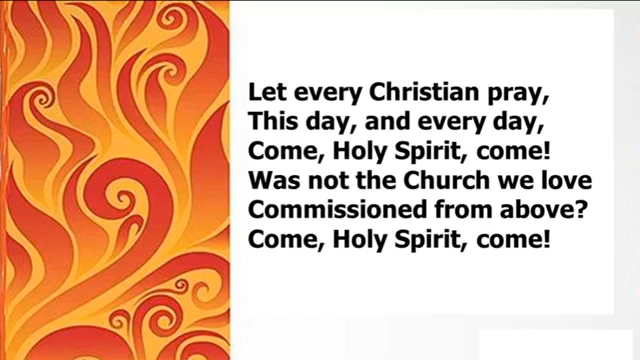 Let every Christian pray,
This day, and every day,
Come, Holy Spirit, come!
Was not the Church we love
Commissioned from above?
Come, Holy Spirit, come!